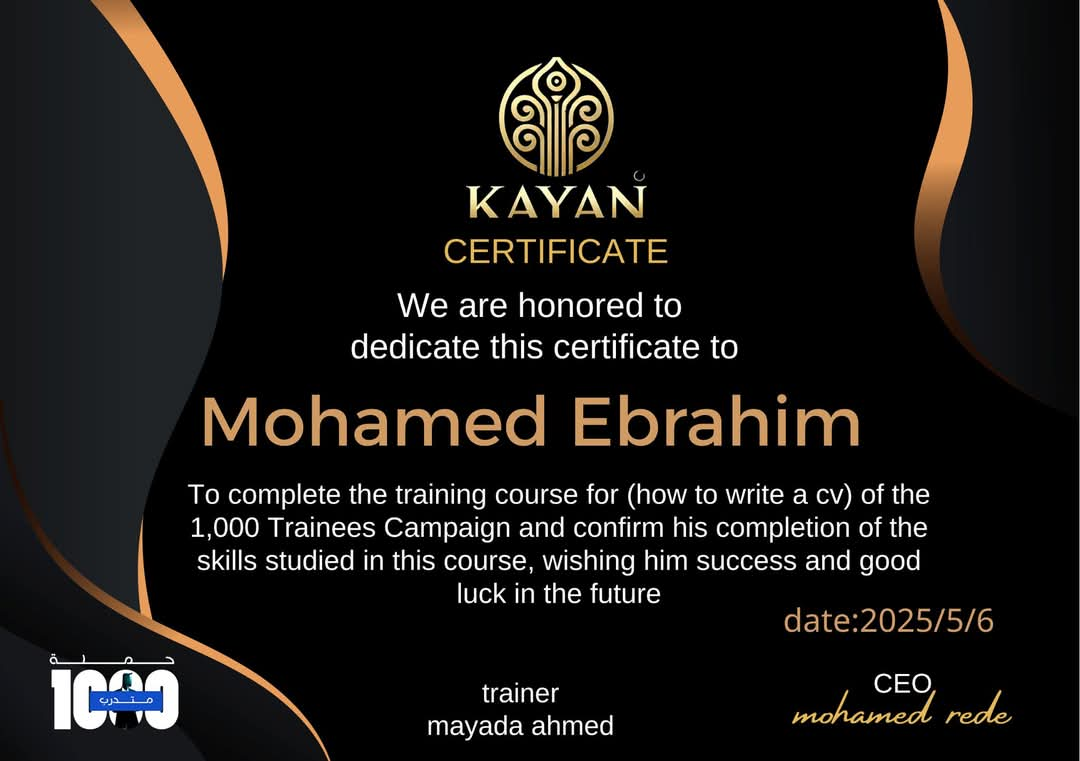 KAYAN
CERTIFICATE
We are honored to
dedicate this certificate to
Mohamed Ebrahim
To complete the training course for (how to write a cv) of the
1,000 Trainees Campaign and confirm his completion of the
skills studied in this course, wishing him success and good
luck in the future
date:2025/5/6
حملة
1000
متدرب
trainer
mayada ahmed
CEO
mohamed rede